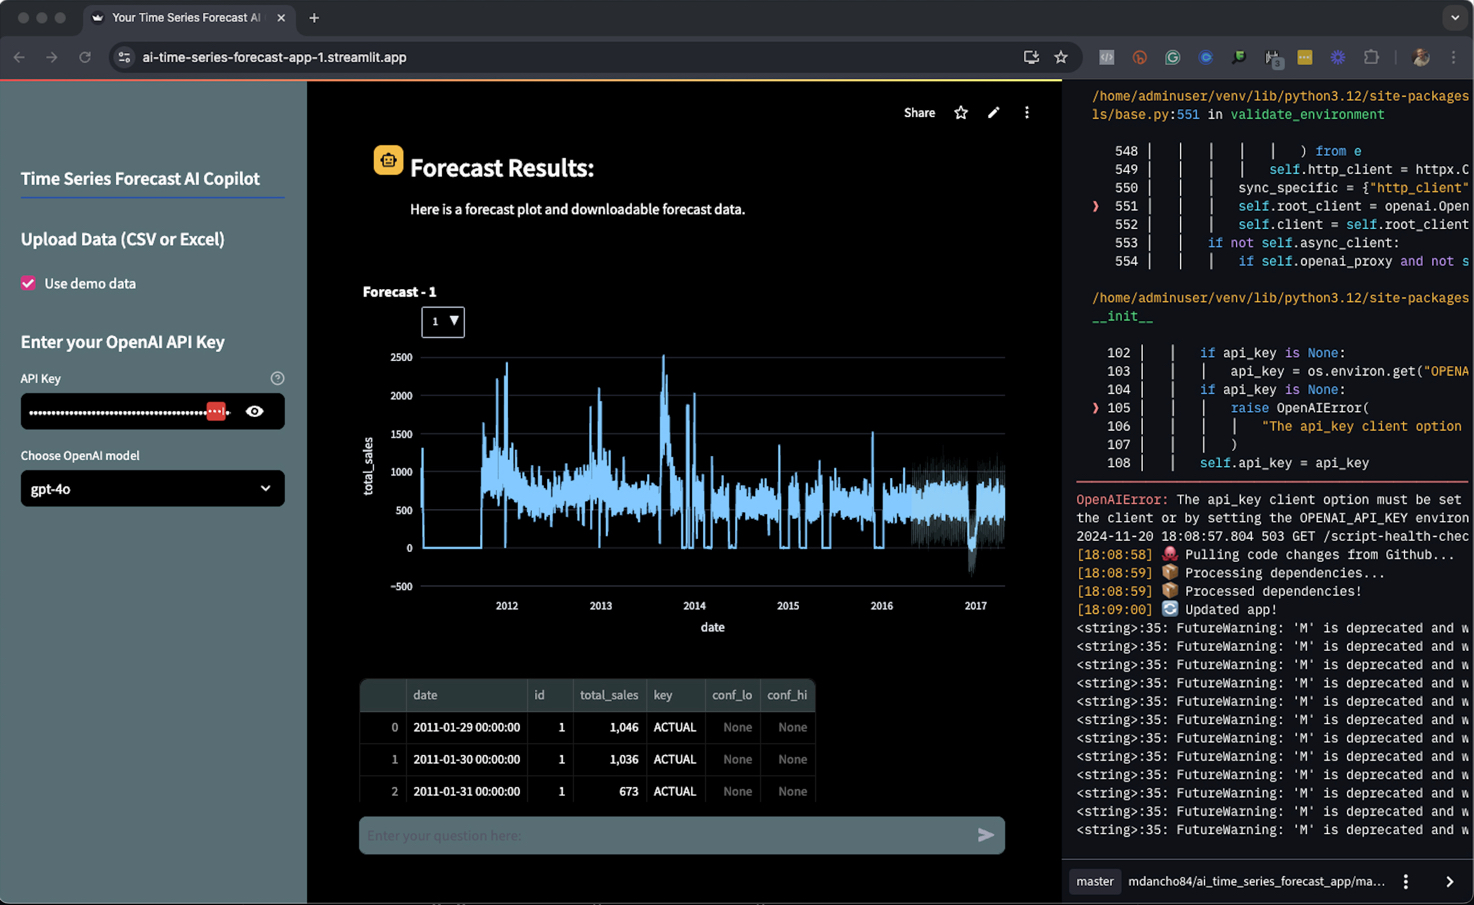 Your Time Series Forecast AI
ai-time-series-forecast-app-1.streamlit.app
3
Time Series Forecast AI Copilot
Upload Data (CSV or Excel)
Use demo data
Enter your OpenAI API Key
API Key
Choose OpenAI model
gpt-4o
Share
Forecast Results:
Here is a forecast plot and downloadable forecast data.
Forecast - 1
1 ▼
2500
2000
1500
1000
500
0
−500
total_sales
2012 2013 2014 2015 2016 2017
date
date id total_sales key conf_lo conf_hi
0 2011-01-29 00:00:00 1 1,046 ACTUAL None None
1 2011-01-30 00:00:00 1 1,036 ACTUAL None None
2 2011-01-31 00:00:00 1 673 ACTUAL None None
Enter your question here:
/home/adminuser/venv/lib/python3.12/site-packages
ls/base.py:551 in validate_environment
548 │ │ │ │ │ ) from e
549 │ │ │ │ self.http_client = httpx.C
550 │ │ │ sync_specific = {"http_client"
❱ 551 │ │ │ self.root_client = openai.Open
552 │ │ │ self.client = self.root_client
553 │ │ if not self.async_client:
554 │ │ │ if self.openai_proxy and not s
/home/adminuser/venv/lib/python3.12/site-packages
__init__
102 │ │ if api_key is None:
103 │ │ │ api_key = os.environ.get("OPENA
104 │ │ if api_key is None:
❱ 105 │ │ │ raise OpenAIError(
106 │ │ │ │ "The api_key client option
107 │ │ │ )
108 │ │ self.api_key = api_key
OpenAIError: The api_key client option must be set
the client or by setting the OPENAI_API_KEY environ
2024-11-20 18:08:57.804 503 GET /script-health-chec
[18:08:58] 🐙 Pulling code changes from Github...
[18:08:59] 📦 Processing dependencies...
[18:08:59] 📦 Processed dependencies!
[18:09:00] 🔄 Updated app!
<string>:35: FutureWarning: 'M' is deprecated and w
<string>:35: FutureWarning: 'M' is deprecated and w
<string>:35: FutureWarning: 'M' is deprecated and w
<string>:35: FutureWarning: 'M' is deprecated and w
<string>:35: FutureWarning: 'M' is deprecated and w
<string>:35: FutureWarning: 'M' is deprecated and w
<string>:35: FutureWarning: 'M' is deprecated and w
<string>:35: FutureWarning: 'M' is deprecated and w
<string>:35: FutureWarning: 'M' is deprecated and w
<string>:35: FutureWarning: 'M' is deprecated and w
<string>:35: FutureWarning: 'M' is deprecated and w
<string>:35: FutureWarning: 'M' is deprecated and w
master mdancho84/ai_time_series_forecast_app/ma...